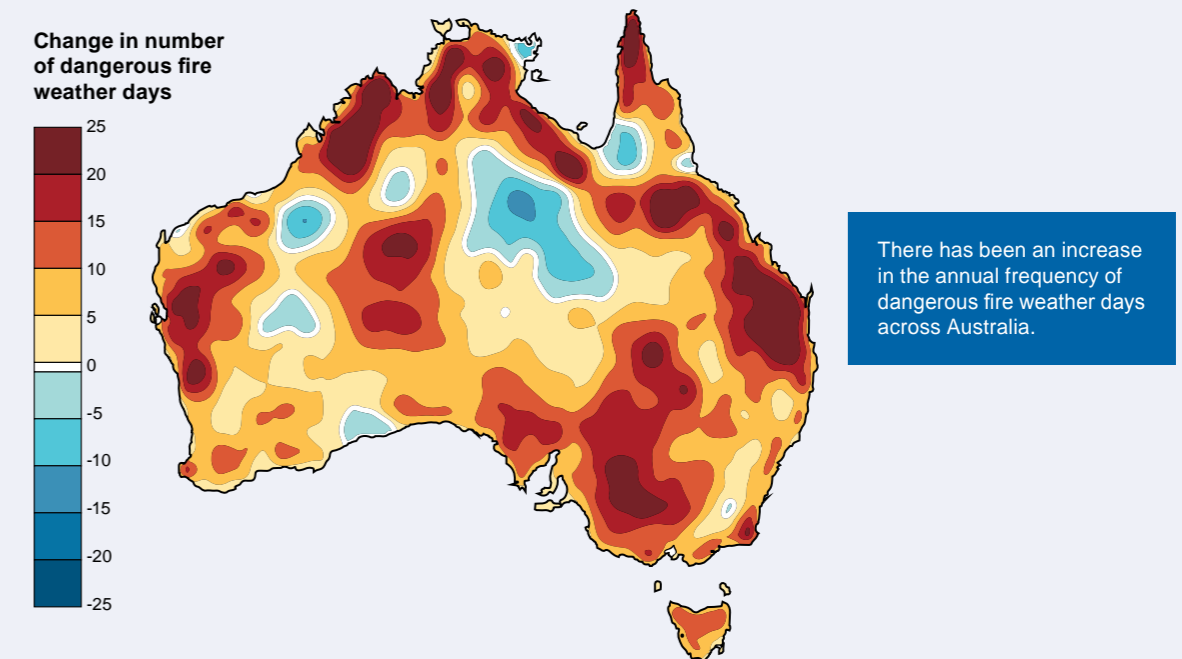 Change in number
of dangerous fire
weather days
25
20
15
10
5
0
-5
-10
-15
-20
-25
There has been an increase
in the annual frequency of
dangerous fire weather days
across Australia.